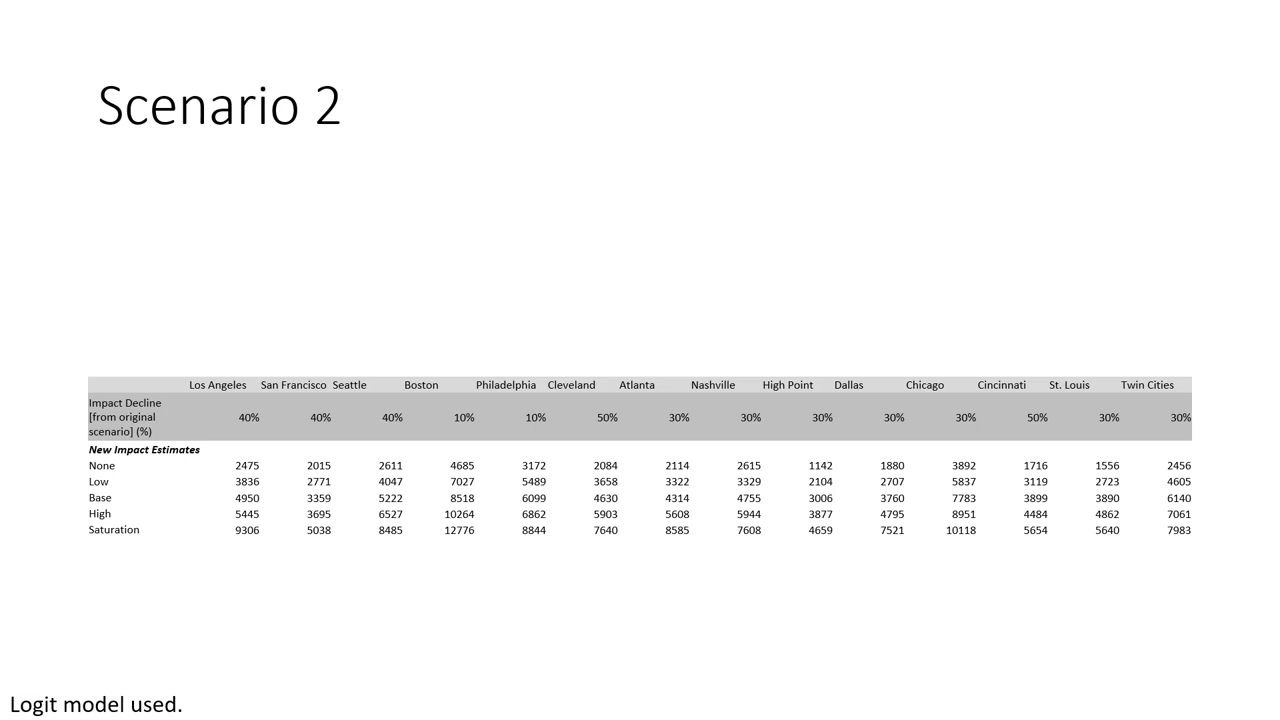 Scenario 2
Los Angeles San Francisco Seattle Boston Philadelphia Cleveland Atlanta Nashville High Point Dallas Chicago Cincinnati St. Louis Twin Cities
Impact Decline
[from original
scenario] (%) 40% 40% 40% 10% 10% 50% 30% 30% 30% 30% 30% 50% 30% 30%
New Impact Estimates
None 2475 2015 2611 4685 3172 2084 2114 2615 1142 1880 3892 1716 1556 2456
Low 3836 2771 4047 7027 5489 3658 3322 3329 2104 2707 5837 3119 2723 4605
Base 4950 3359 5222 8518 6099 4630 4314 4755 3006 3760 7783 3899 3890 6140
High 5445 3695 6527 10264 6862 5903 5608 5944 3877 4795 8951 4484 4862 7061
Saturation 9306 5038 8485 12776 8844 7640 8585 7608 4659 7521 10118 5654 5640 7983
Logit model used.